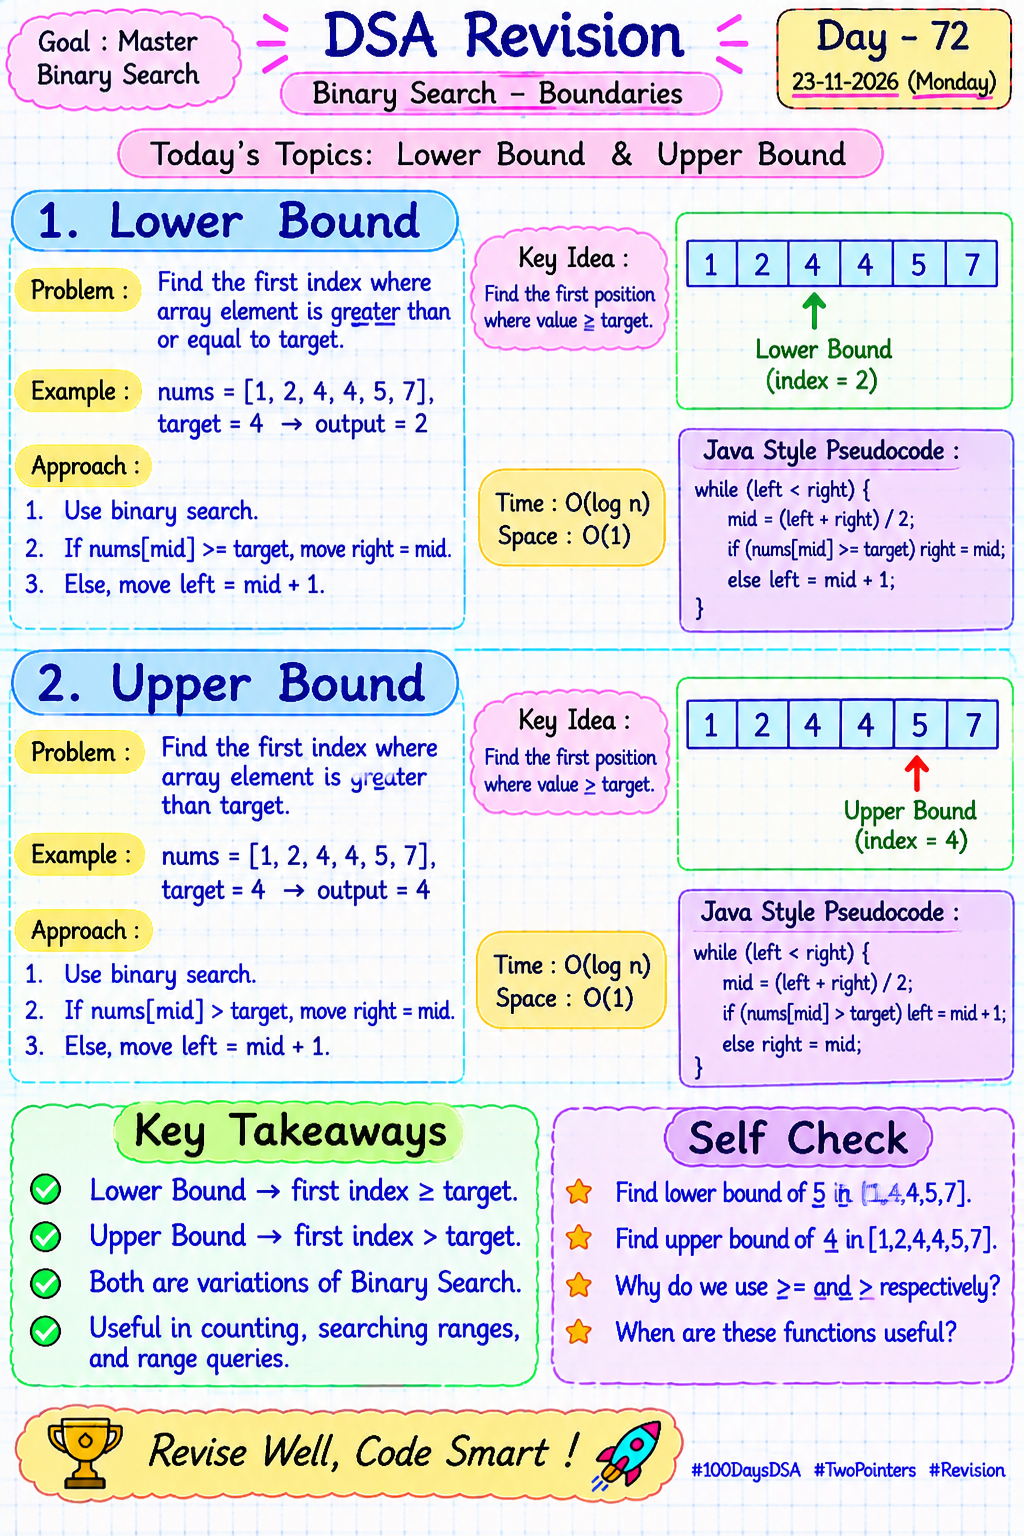 Goal : Master
Binary Search
DSA Revision
Binary Search – Boundaries
Day – 72
23-11-2026 (Monday)
Today's Topics: Lower Bound & Upper Bound
1. Lower Bound
Problem :
Find the first index where
array element is greater than
or equal to target.
Example :
nums = [1, 2, 4, 4, 5, 7],
target = 4 → output = 2
Approach :
1. Use binary search.
2. If nums[mid] >= target, move right = mid.
3. Else, move left = mid + 1.
Key Idea :
Find the first position
where value ≥ target.
Time : O(log n)
Space : O(1)
1 2 4 4 5 7
Lower Bound
(index = 2)
Java Style Pseudocode :
while (left < right) {
mid = (left + right) / 2;
if (nums[mid] >= target) right = mid;
else left = mid + 1;
}
2. Upper Bound
Problem :
Find the first index where
array element is greater
than target.
Example :
nums = [1, 2, 4, 4, 5, 7],
target = 4 → output = 4
Approach :
1. Use binary search.
2. If nums[mid] > target, move right = mid.
3. Else, move left = mid + 1.
Key Idea :
Find the first position
where value > target.
Time : O(log n)
Space : O(1)
1 2 4 4 5 7
Upper Bound
(index = 4)
Java Style Pseudocode :
while (left < right) {
mid = (left + right) / 2;
if (nums[mid] > target) left = mid + 1;
else right = mid;
}
Key Takeaways
Lower Bound → first index ≥ target.
Upper Bound → first index > target.
Both are variations of Binary Search.
Useful in counting, searching ranges,
and range queries.
Self Check
Find lower bound of 5 in [1,4,4,5,7].
Find upper bound of 4 in [1,2,4,4,5,7].
Why do we use >= and > respectively?
When are these functions useful?
Revise Well, Code Smart !
#100DaysDSA #TwoPointers #Revision